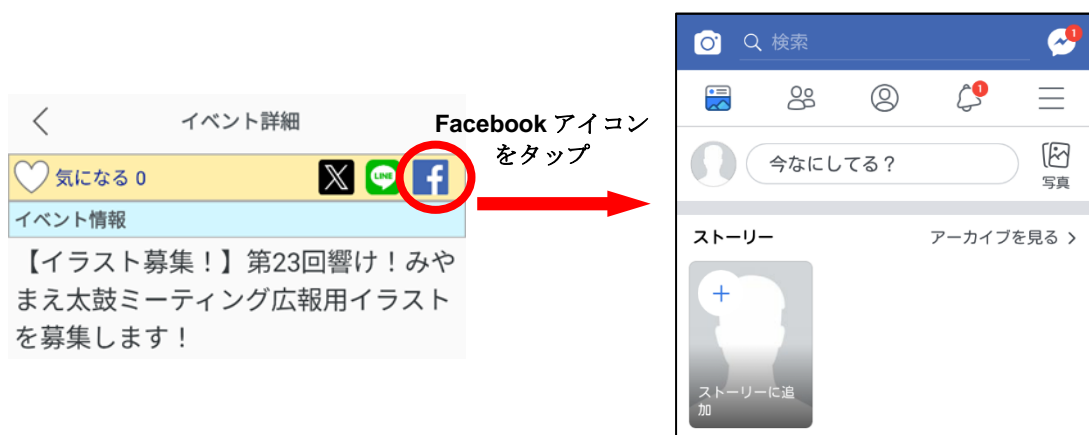 イベント詳細
気になる 0
LINE
イベント情報
【イラスト募集！】第23回響け！みや
まえ太鼓ミーティング広報用イラスト
を募集します！
Facebook アイコン
をタップ
検索
1
1
今なにしてる？
写真
ストーリー
アーカイブを見る
ストーリーに追
加